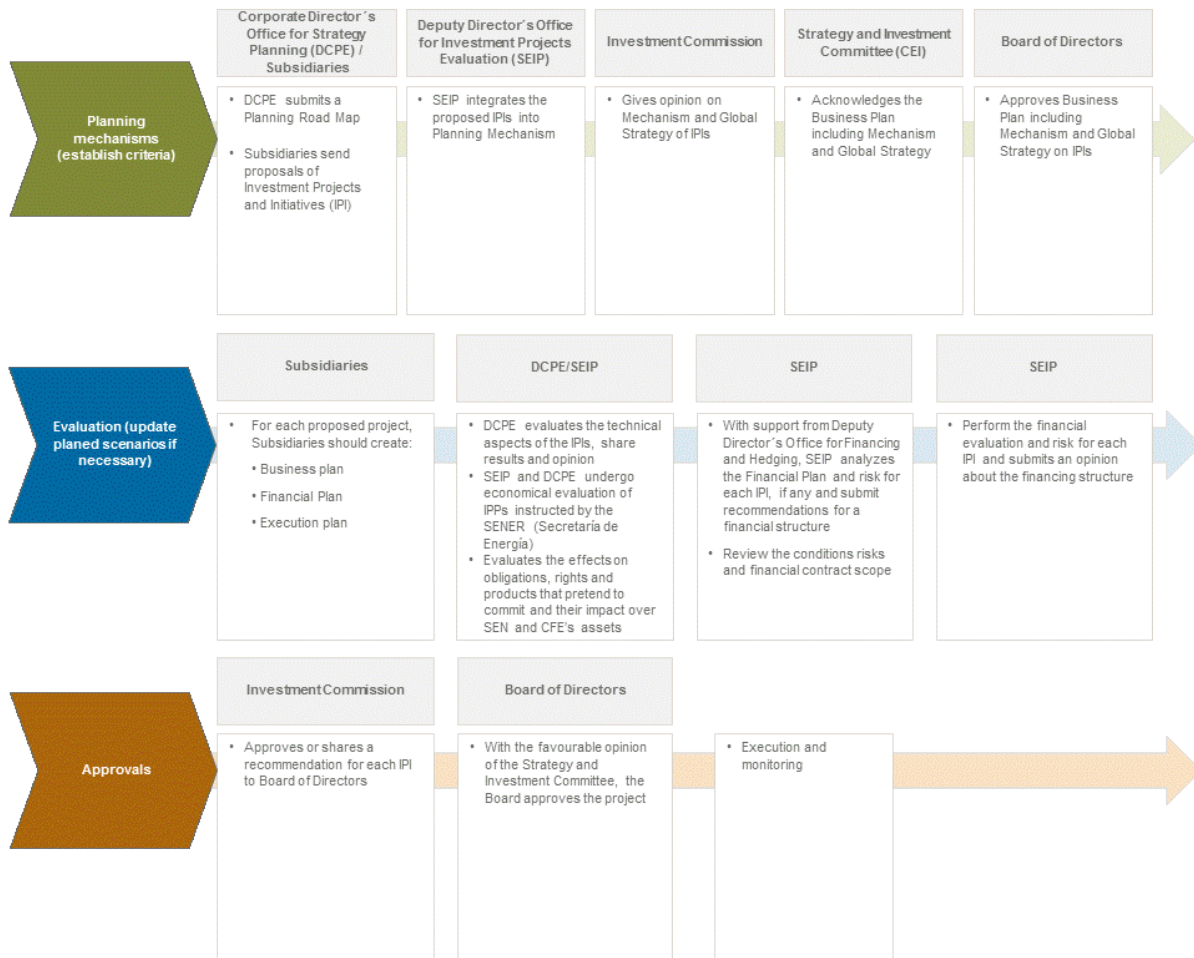 Corporate Director´s
Office for Strategy
Planning (DCPE) /
Subsidiaries
Deputy Director´s Office
for Investment Projects
Evaluation (SEIP)
Investment Commission
Strategy and Investment
Committee (CEI)
Board of Directors
Planning
mechanisms
(establish criteria)
• DCPE submits a
Planning Road Map
• Subsidiaries send
proposals of
Investment Projects
and Initiatives (IPI)
• SEIP integrates the
proposed IPIs into
Planning Mechanism
• Gives opinion on
Mechanism and Global
Strategy of IPIs
• Acknowledges the
Business Plan
including Mechanism
and Global Strategy
• Approves Business
Plan including
Mechanism and Global
Strategy on IPIs
Subsidiaries
DCPE/SEIP
SEIP
SEIP
Evaluation (update
planed scenarios if
necessary)
• For each proposed project,
Subsidiaries should create:
• Business plan
• Financial Plan
• Execution plan
• DCPE evaluates the technical
aspects of the IPIs, share
results and opinion
• SEIP and DCPE undergo
economical evaluation of
IPPs instructed by the
SENER (Secretaría de
Energía)
• Evaluates the effects on
obligations, rights and
products that pretend to
commit and their impact over
SEN and CFE's assets
• With support from Deputy
Director´s Office for Financing
and Hedging, SEIP analyzes
the Financial Plan and risk for
each IPI, if any and submit
recommendations for a
financial structure
• Review the conditions risks
and financial contract scope
• Perform the financial
evaluation and risk for each
IPI and submits an opinion
about the financing structure
Investment Commission
Board of Directors
Approvals
• Approves or shares a
recommendation for each IPI
to Board of Directors
• With the favourable opinion
of the Strategy and
Investment Committee, the
Board approves the project
• Execution and
monitoring